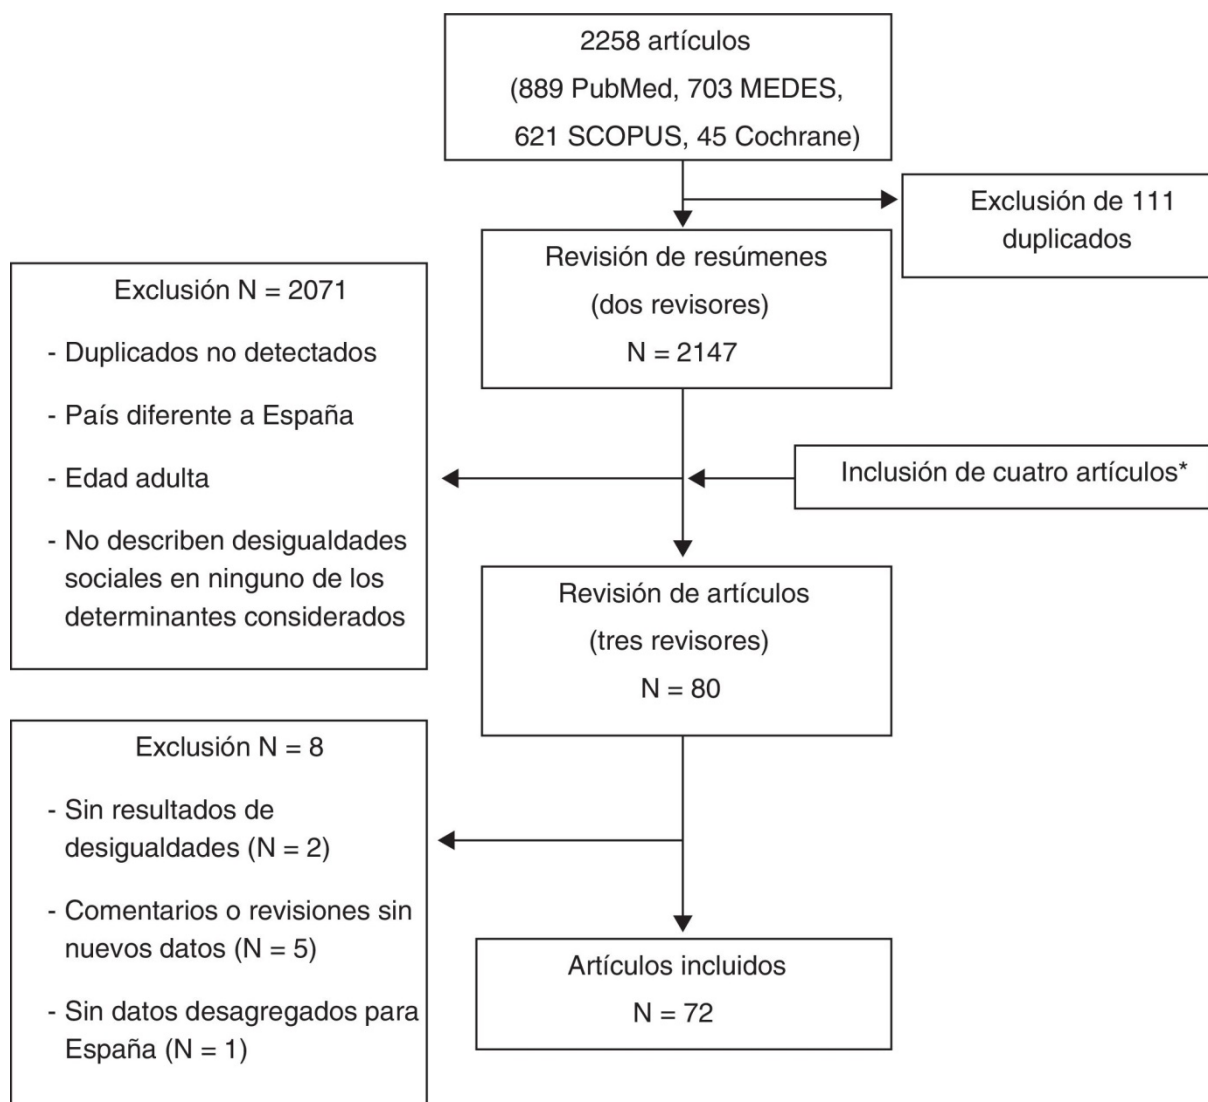 2258 artículos
(889 PubMed, 703 MEDES,
621 SCOPUS, 45 Cochrane)
Exclusión de 111
duplicados
Revisión de resúmenes
(dos revisores)
N = 2147
Exclusión N = 2071
- Duplicados no detectados
- País diferente a España
- Edad adulta
- No describen desigualdades
sociales en ninguno de los
determinantes considerados
Inclusión de cuatro artículos*
Revisión de artículos
(tres revisores)
N = 80
Exclusión N = 8
- Sin resultados de
desigualdades (N = 2)
- Comentarios o revisiones sin
nuevos datos (N = 5)
- Sin datos desagregados para
España (N = 1)
Artículos incluidos
N = 72